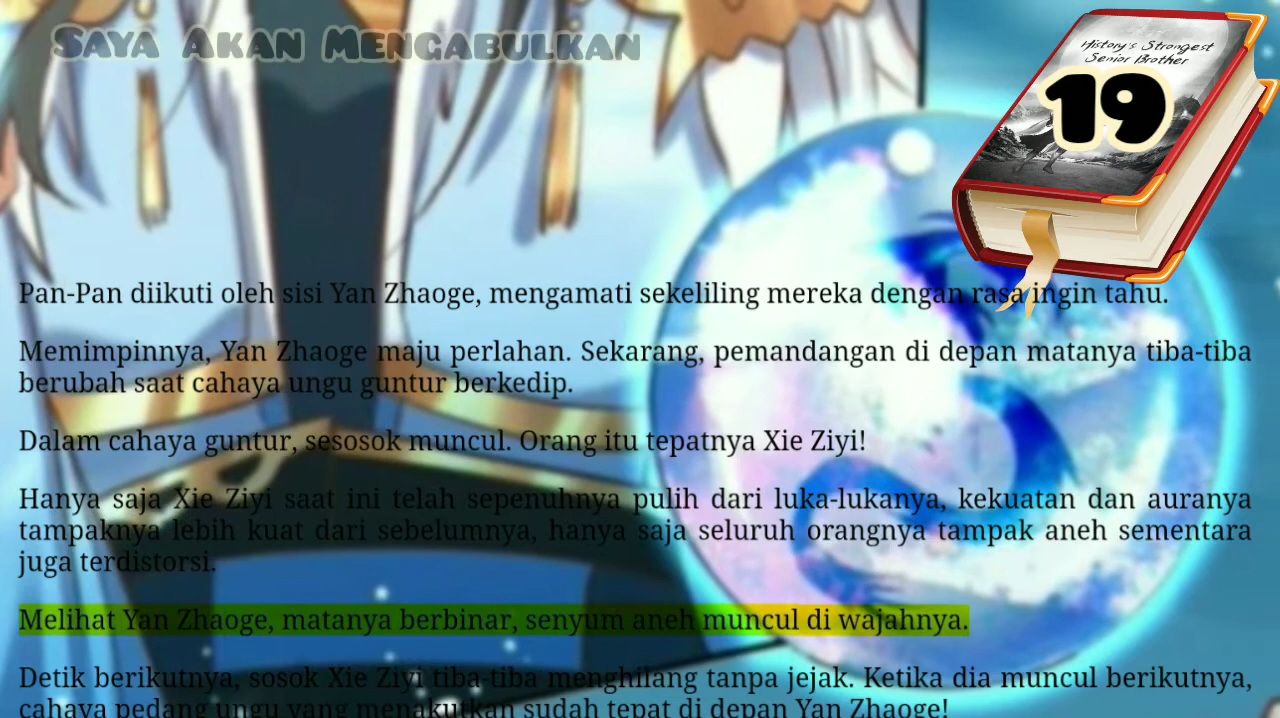 Saya Akan Mengabulkan
History's Strongest
Senior Brother
19
Pan-Pan diikuti oleh sisi Yan Zhaoge, mengamati sekeliling mereka dengan rasa ingin tahu.
Memimpinnya, Yan Zhaoge maju perlahan. Sekarang, pemandangan di depan matanya tiba-tiba
berubah saat cahaya ungu guntur berkedip.
Dalam cahaya guntur, sesosok muncul. Orang itu tepatnya Xie Ziyi!
Hanya saja Xie Ziyi saat ini telah sepenuhnya pulih dari luka-lukanya, kekuatan dan auranya
tampaknya lebih kuat dari sebelumnya, hanya saja seluruh orangnya tampak aneh sementara
juga terdistorsi.
Melihat Yan Zhaoge, matanya berbinar, senyum aneh muncul di wajahnya.
Detik berikutnya, sosok Xie Ziyi tiba-tiba menghilang tanpa jejak. Ketika dia muncul berikutnya,
cahaya pedang ungu yang menakutkan sudah tepat di depan Yan Zhaoge!